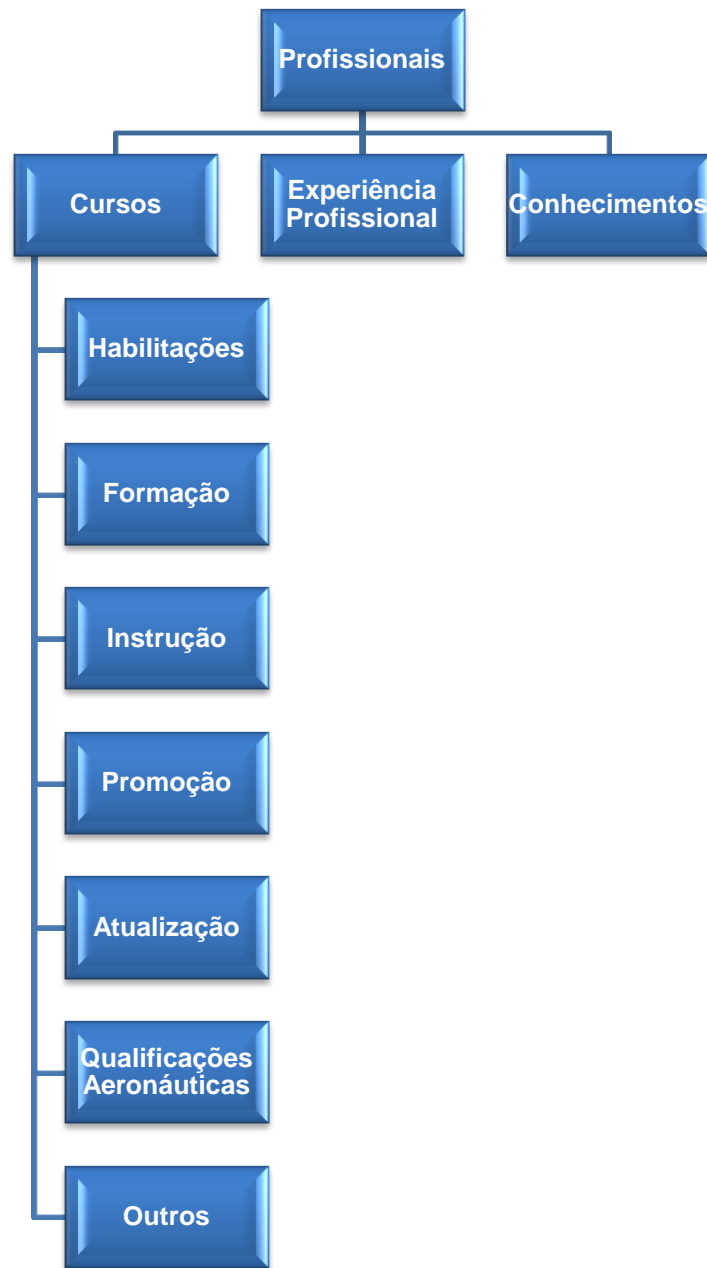 Profissionais
Cursos
Experiência
Profissional
Conhecimentos
Habilitações
Formação
Instrução
Promoção
Atualização
Qualificações
Aeronáuticas
Outros